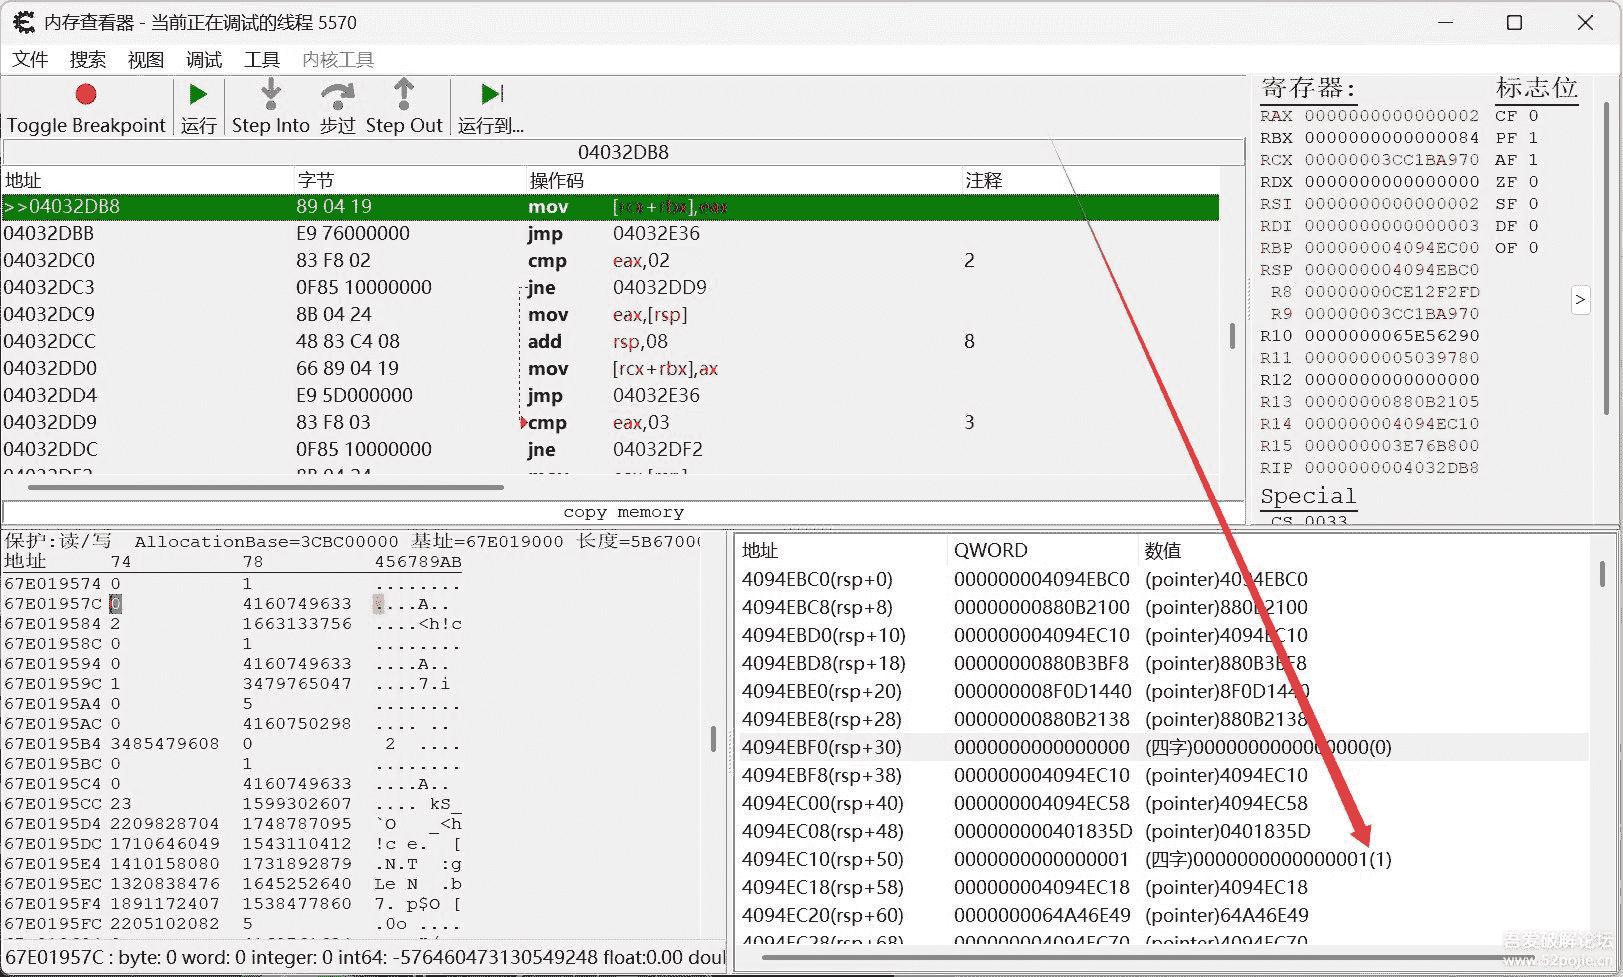 内存查看器 - 当前正在调试的线程 5570
文件 搜索 视图 调试 工具 内核工具
Toggle Breakpoint 运行 Step Into 步过 Step Out 运行到...
04032DB8
地址 字节 操作码 注释
>>04032DB8 89 04 19 mov [rcx+rbx],eax
04032DBB E9 76000000 jmp 04032E36
04032DC0 83 F8 02 cmp eax,02 2
04032DC3 0F85 10000000 jne 04032DD9
04032DC9 8B 04 24 mov eax,[rsp]
04032DCC 48 83 C4 08 add rsp,08 8
04032DD0 66 89 04 19 mov [rcx+rbx],ax
04032DD4 E9 5D000000 jmp 04032E36
04032DD9 83 F8 03 cmp eax,03 3
04032DDC 0F85 10000000 jne 04032DF2
copy memory
寄存器: 标志位
RAX 0000000000000002 CF 0
RBX 0000000000000084 PF 1
RCX 00000003CC1BA970 AF 1
RDX 0000000000000000 ZF 0
RSI 0000000000000002 SF 0
RDI 0000000000000003 DF 0
RBP 000000004094EC00 OF 0
RSP 000000004094EBC0
R8 00000000CE12F2FD
R9 00000003CC1BA970
R10 0000000065E56290
R11 0000000005039780
R12 0000000000000000
R13 00000000880B2105
R14 000000004094EC10
R15 000000003E76B800
RIP 0000000004032DB8
>
Special
CS 0033
保护:读/写 AllocationBase=3CBC00000 基址=67E019000 长度=5B67000
地址 74 78 456789AB
67E019574 0 1 ........
67E01957C 0 4160749633 ....A...
67E019584 2 1663133756 ....<h!c
67E01958C 0 1 ........
67E019594 0 4160749633 ....A..
67E01959C 1 3479765047 ....7.i
67E0195A4 0 5 ........
67E0195AC 0 4160750298 .... ..
67E0195B4 3485479608 0 2 ....
67E0195BC 0 1 ........
67E0195C4 0 4160749633 ....A..
67E0195CC 23 1599302607 .... kS_
67E0195D4 2209828704 1748787095 `O _<h
67E0195DC 1710646049 1543110412 !c e. [
67E0195E4 1410158080 1731892879 .N.T :g
67E0195EC 1320838476 1645252640 Le N .b
67E0195F4 1891172407 1538477860 7. p$O [
67E0195FC 2205102082 5 .0o ....
67E01957C : byte: 0 word: 0 integer: 0 int64: -576460473130549248 float:0.00 doul
地址 QWORD 数值
4094EBC0(rsp+0) 000000004094EBC0 (pointer)4094EBC0
4094EBC8(rsp+8) 00000000880B2100 (pointer)880B2100
4094EBD0(rsp+10) 000000004094EC10 (pointer)4094EC10
4094EBD8(rsp+18) 00000000880B3BF8 (pointer)880B3BF8
4094EBE0(rsp+20) 000000008F0D1440 (pointer)8F0D1440
4094EBE8(rsp+28) 00000000880B2138 (pointer)880B2138
4094EBF0(rsp+30) 0000000000000000 (四字)0000000000000000(0)
4094EBF8(rsp+38) 000000004094EC10 (pointer)4094EC10
4094EC00(rsp+40) 000000004094EC58 (pointer)4094EC58
4094EC08(rsp+48) 000000000401835D (pointer)0401835D
4094EC10(rsp+50) 0000000000000001 (四字)0000000000000001(1)
4094EC18(rsp+58) 000000004094EC18 (pointer)4094EC18
4094EC20(rsp+60) 0000000064A46E49 (pointer)64A46E49
4094EC28(rsp+68) 000000004094EC70 (pointer)4094EC70
吾爱破解论坛
www.52pojie.cn